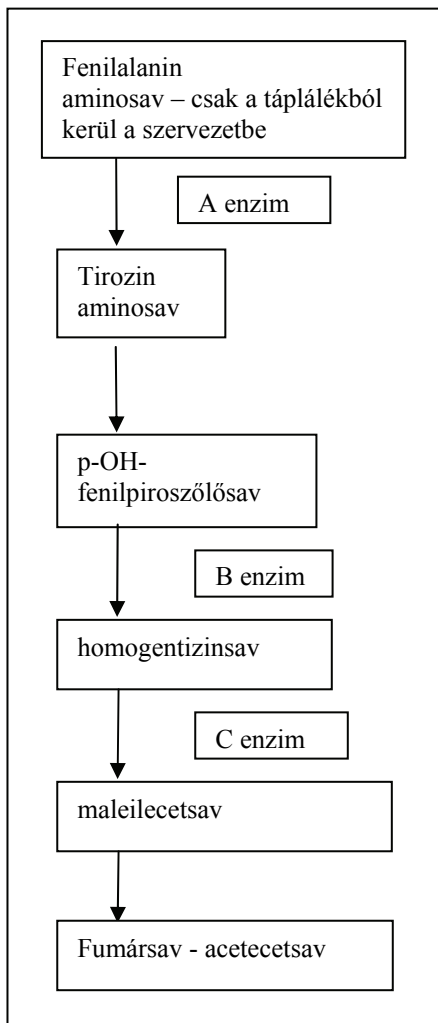 Fenilalanin
aminosav – csak a táplálékból
kerül a szervezetbe
A enzim
Tirozin
aminosav
p-OH-
fenilpiroszőlősav
B enzim
homogentizinsav
C enzim
maleilecetsav
Fumársav - acetecetsav